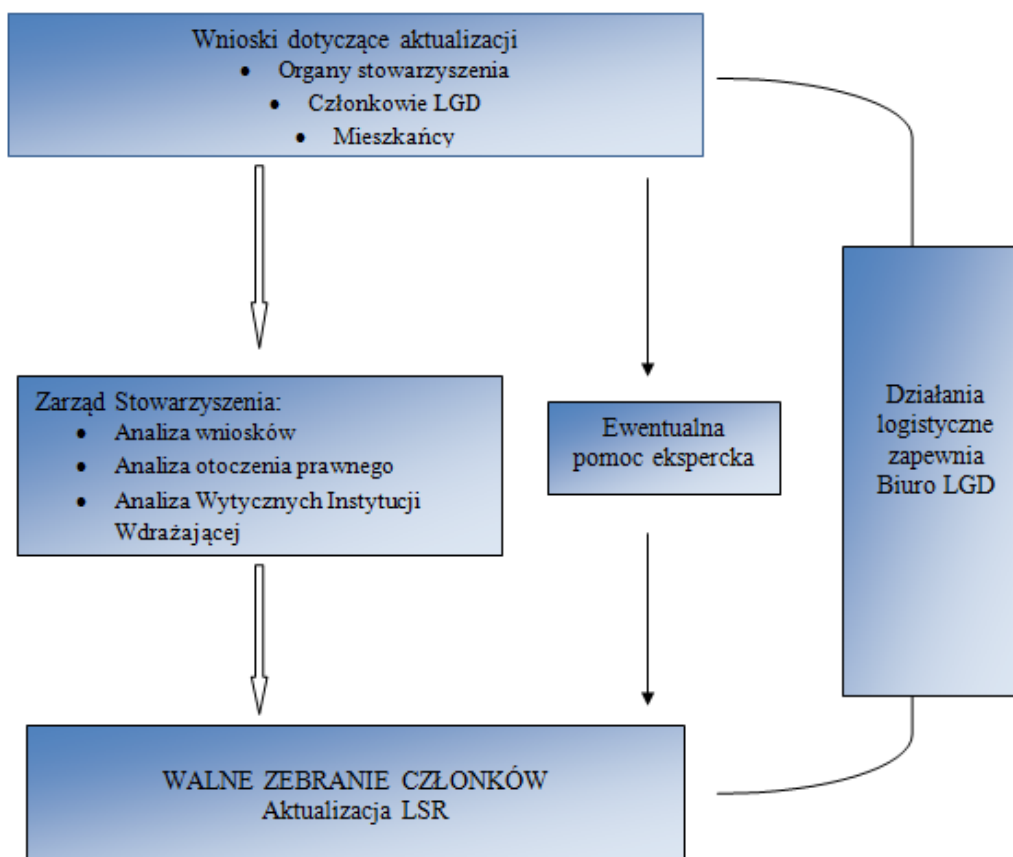 Wnioski dotyczące aktualizacji
• Organy stowarzyszenia
• Członkowie LGD
• Mieszkańcy
Zarząd Stowarzyszenia:
• Analiza wniosków
• Analiza otoczenia prawnego
• Analiza Wytycznych Instytucji
Wdrażającej
Ewentualna
pomoc ekspercka
Działania
logistyczne
zapewnia
Biuro LGD
WALNE ZEBRANIE CZŁONKÓW
Aktualizacja LSR